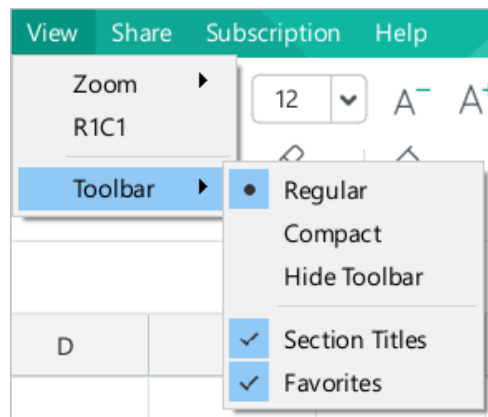 View Share Subscription Help
Zoom
R1C1
Toolbar
12 A A
Regular
Compact
Hide Toolbar
Section Titles
Favorites
D